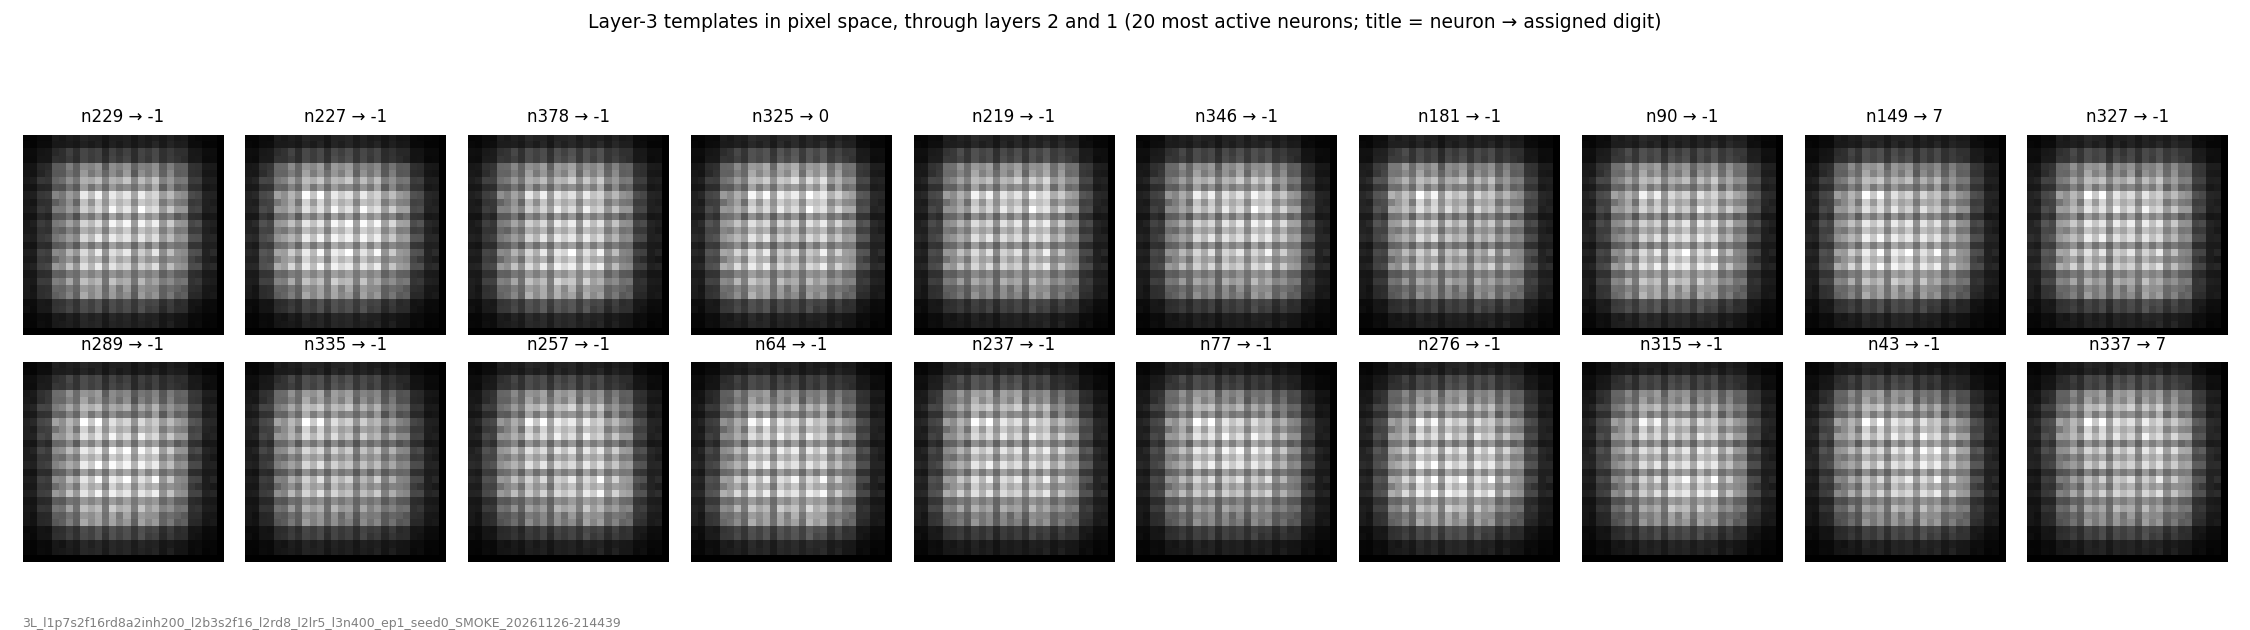 Layer-3 templates in pixel space, through layers 2 and 1 (20 most active neurons; title = neuron → assigned digit)
n229 → -1 n227 → -1 n378 → -1 n325 → 0 n219 → -1 n346 → -1 n181 → -1 n90 → -1 n149 → 7 n327 → -1
n289 → -1 n335 → -1 n257 → -1 n64 → -1 n237 → -1 n77 → -1 n276 → -1 n315 → -1 n43 → -1 n337 → 7
3L_l1p7s2f16rd8a2inh200_l2b3s2f16_l2rd8_l2lr5_l3n400_ep1_seed0_SMOKE_20261126-214439